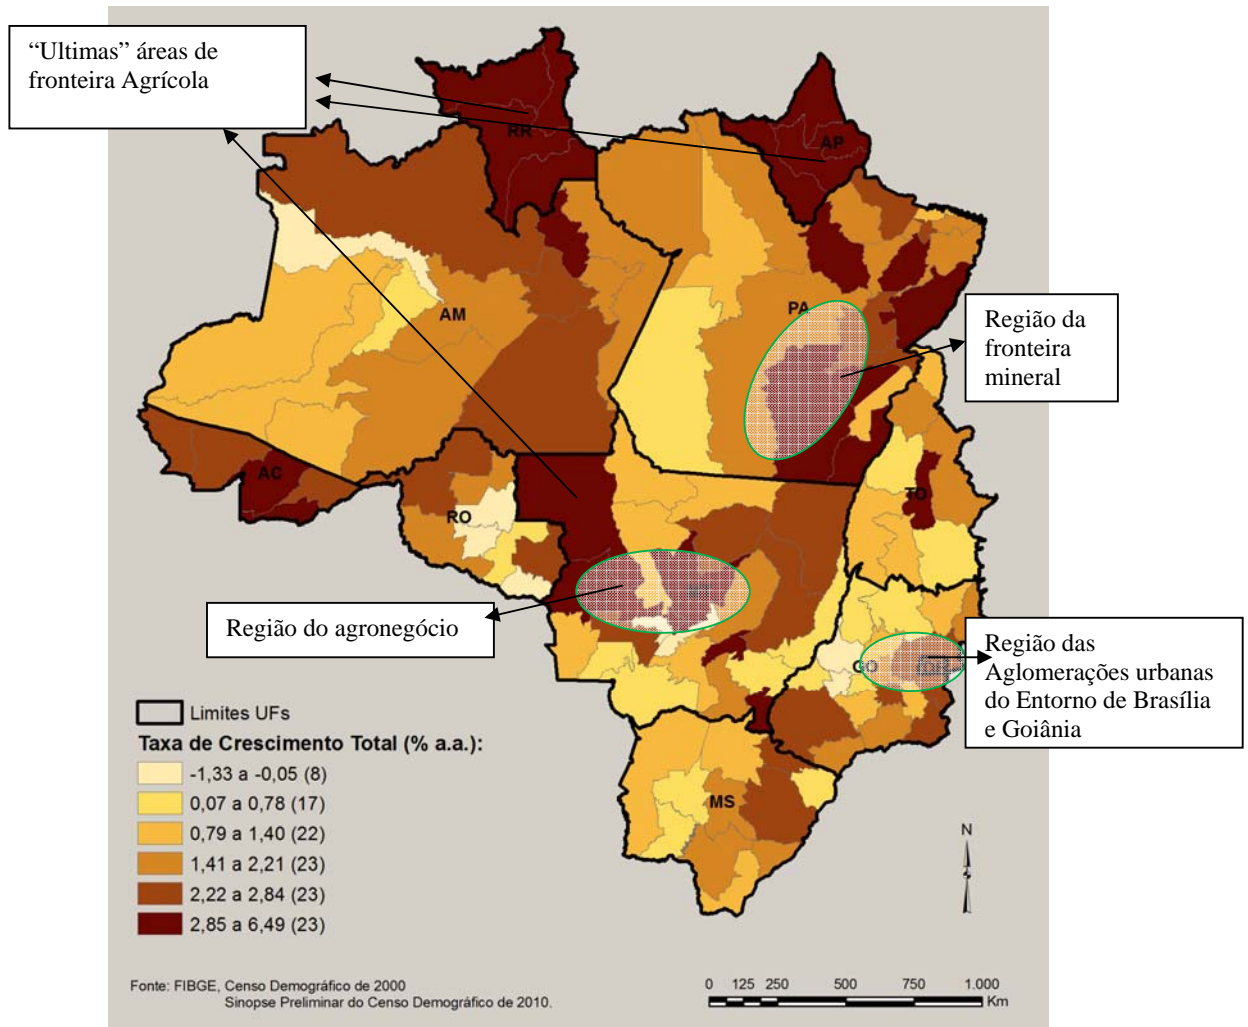 “Ultimas” áreas de
fronteira Agrícola
RR
AP
AM
PA
Região da
fronteira
mineral
AC
RO
TO
MT
Região do agronegócio
GO
DF
Região das
Aglomerações urbanas
do Entorno de Brasília
e Goiânia
MS
Limites UFs
Taxa de Crescimento Total (% a.a.):
-1,33 a -0,05 (8)
0,07 a 0,78 (17)
0,79 a 1,40 (22)
1,41 a 2,21 (23)
2,22 a 2,84 (23)
2,85 a 6,49 (23)
N
Fonte: FIBGE, Censo Demográfico de 2000
Sinopse Preliminar do Censo Demográfico de 2010.
0 125 250 500 750 1.000
Km